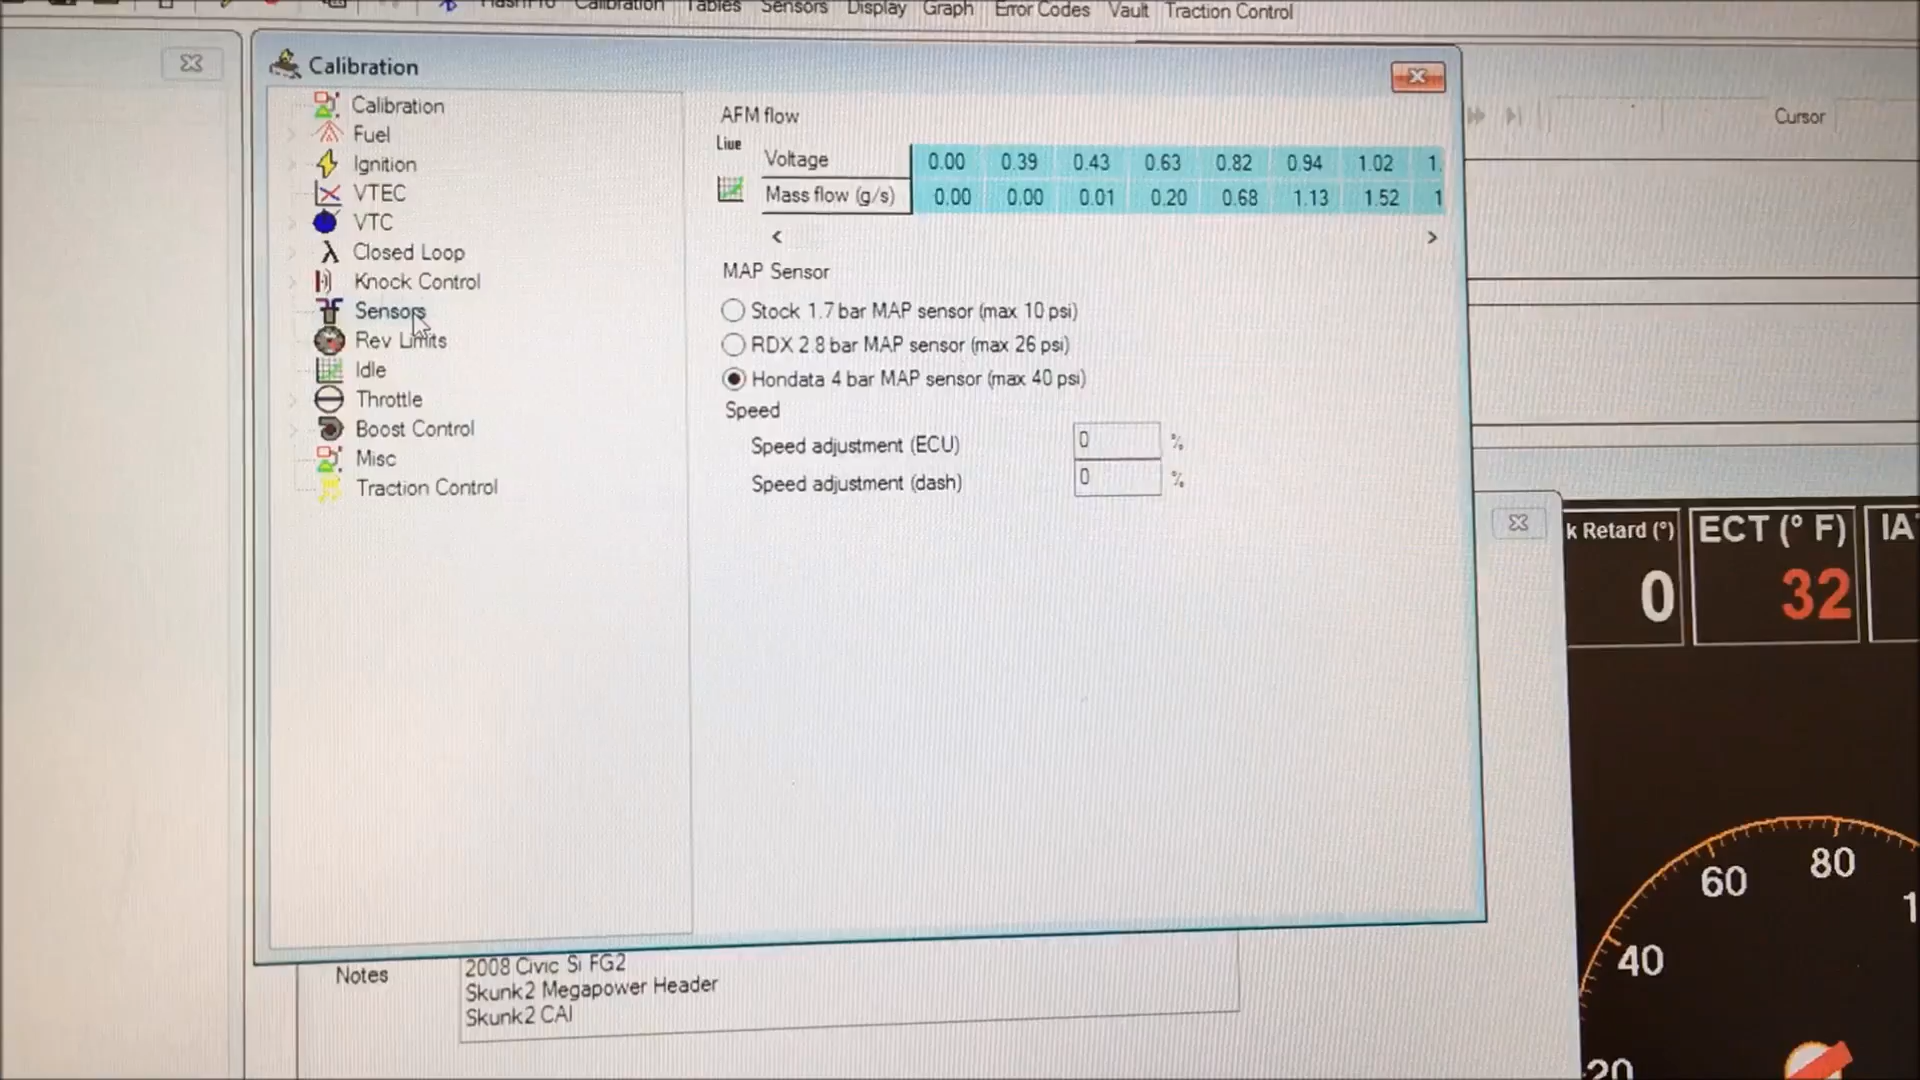 FlashPro Calibration Tables Sensors Display Graph Error Codes Vault Traction Control
Calibration
Cursor
Calibration
Fuel
Ignition
VTEC
VTC
Closed Loop
Knock Control
Sensors
Rev Limits
Idle
Throttle
Boost Control
Misc
Traction Control
AFM flow
Live
Voltage 0.00 0.39 0.43 0.63 0.82 0.94 1.02 1.
Mass flow (g/s) 0.00 0.00 0.01 0.20 0.68 1.13 1.52 1
< >
MAP Sensor
Stock 1.7 bar MAP sensor (max 10 psi)
RDX 2.8 bar MAP sensor (max 26 psi)
Hondata 4 bar MAP sensor (max 40 psi)
Speed
Speed adjustment (ECU) 0 %
Speed adjustment (dash) 0 %
k Retard (°) ECT (° F) IA
0 32
60 80 1
40
20
Notes
2008 Civic Si FG2
Skunk2 Megapower Header
Skunk2 CAI